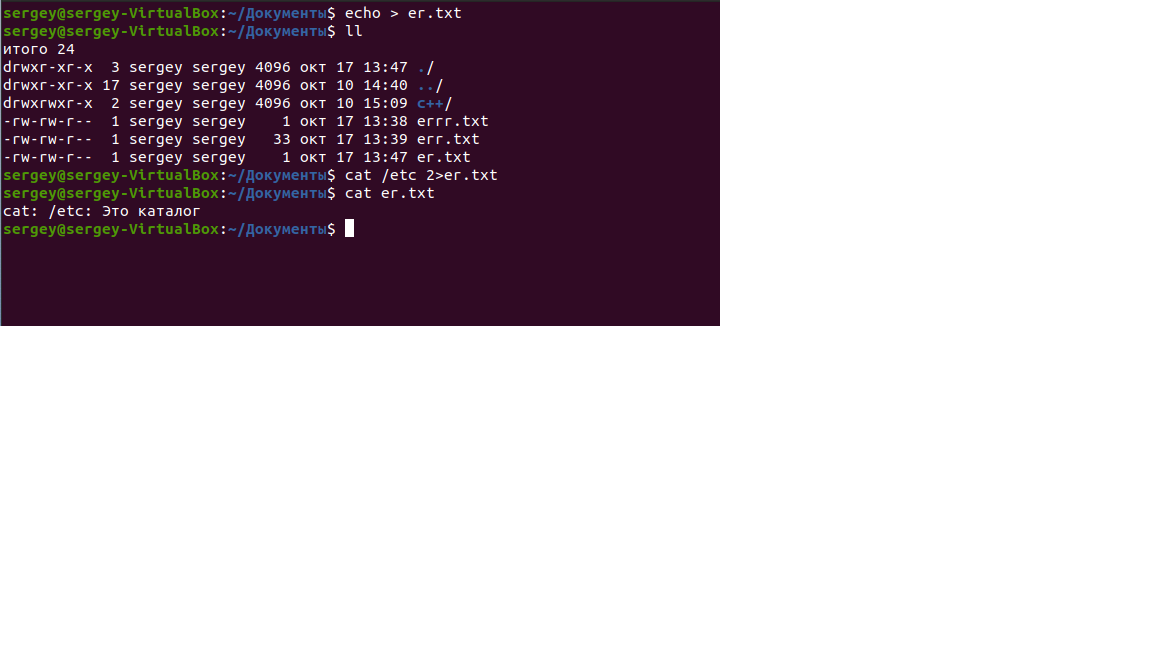 sergey@sergey-VirtualBox:~/Документы$ echo > er.txt
sergey@sergey-VirtualBox:~/Документы$ ll
итого 24
drwxr-xr-x  3 sergey sergey 4096 окт 17 13:47 ./
drwxr-xr-x 17 sergey sergey 4096 окт 10 14:40 ../
drwxrwxr-x  2 sergey sergey 4096 окт 10 15:09 c++/
-rw-rw-r--  1 sergey sergey    1 окт 17 13:38 errr.txt
-rw-rw-r--  1 sergey sergey   33 окт 17 13:39 err.txt
-rw-rw-r--  1 sergey sergey    1 окт 17 13:47 er.txt
sergey@sergey-VirtualBox:~/Документы$ cat /etc 2>er.txt
sergey@sergey-VirtualBox:~/Документы$ cat er.txt
cat: /etc: Это каталог
sergey@sergey-VirtualBox:~/Документы$